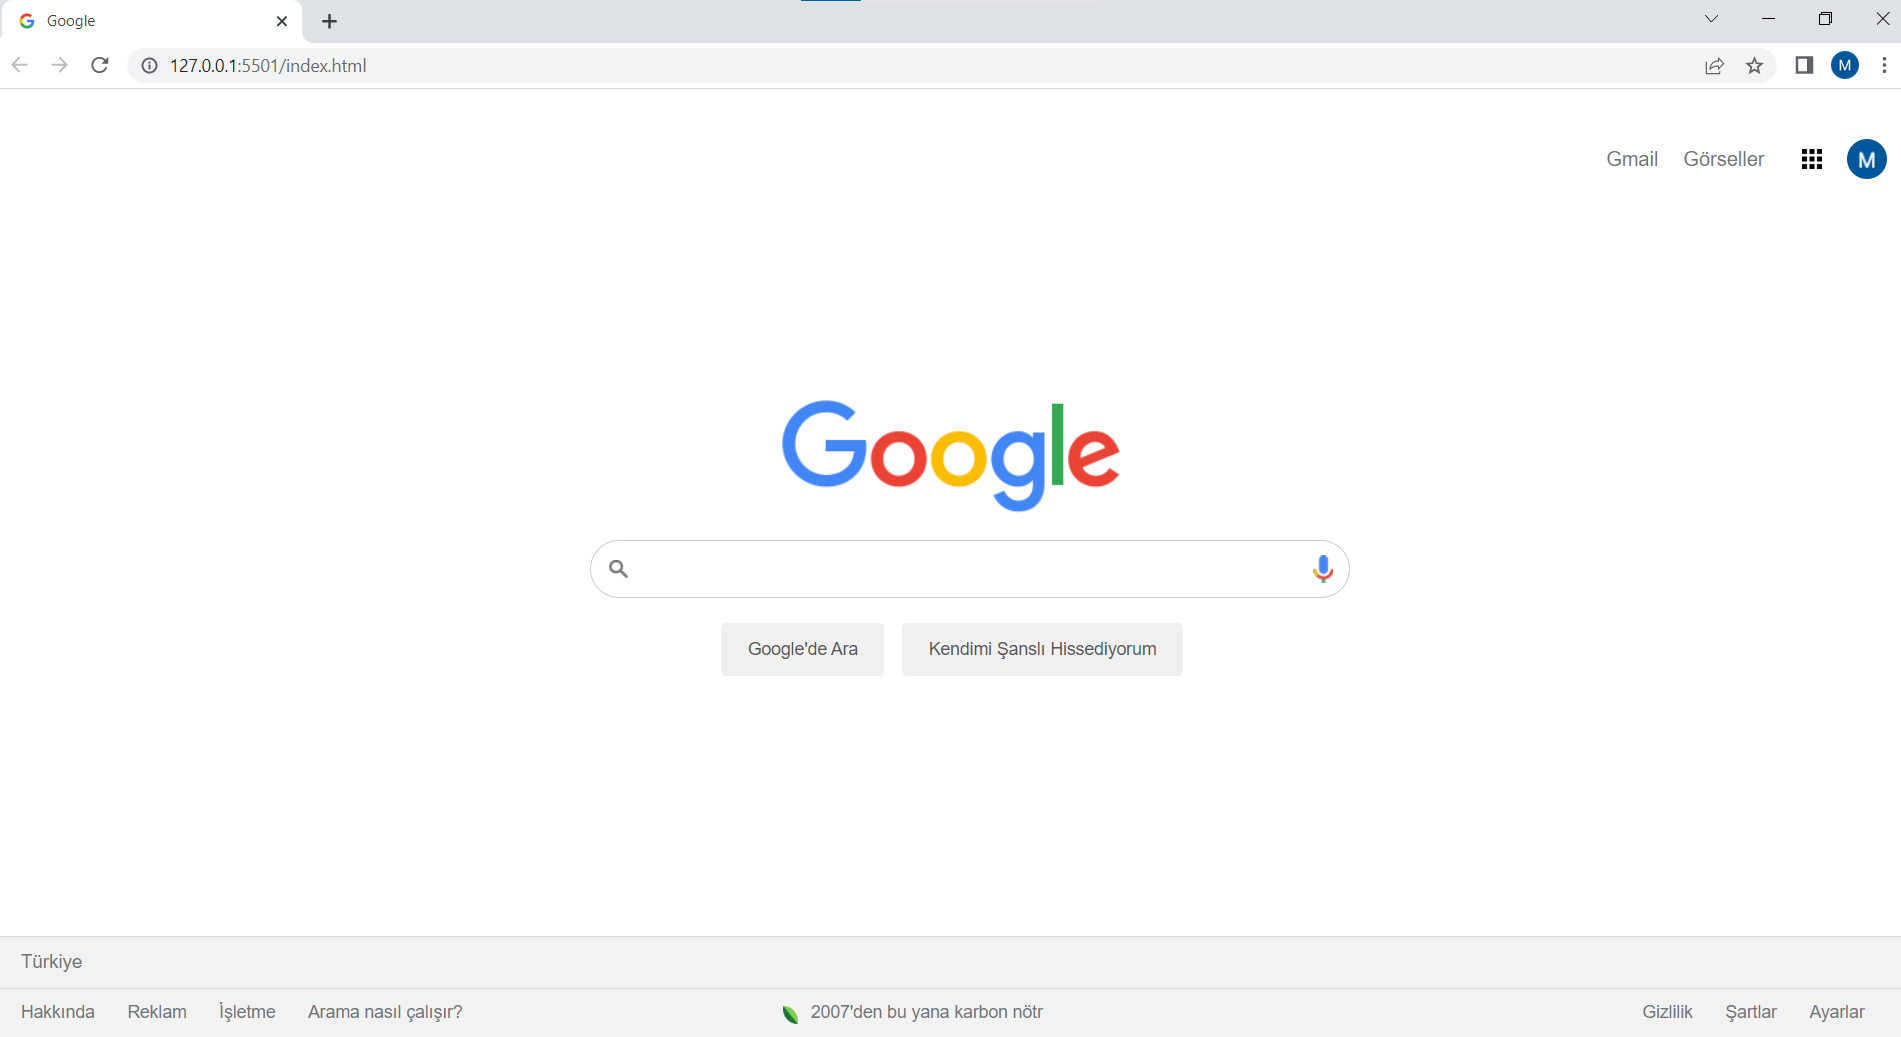 Google
127.0.0.1:5501/index.html
M
Gmail Görseller M
Google
Google'de Ara Kendimi Şanslı Hissediyorum
Türkiye
Hakkında Reklam İşletme Arama nasıl çalışır? 2007'den bu yana karbon nötr Gizlilik Şartlar Ayarlar